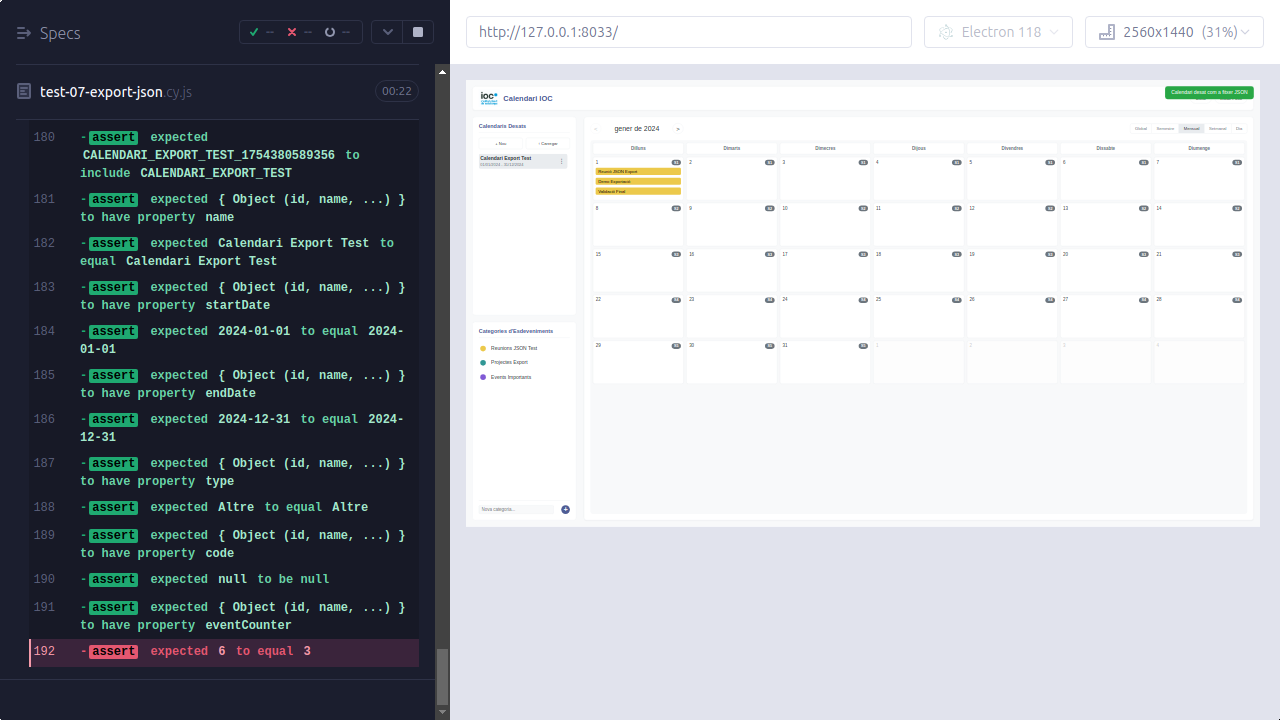 Specs
--
--
--
http://127.0.0.1:8033/
Electron 118
2560x1440 (31%)
test-07-export-json.cy.js
00:22
180 -assert expected
CALENDARI_EXPORT_TEST_1754380589356 to
include CALENDARI_EXPORT_TEST
181 -assert expected { Object (id, name, ...) }
to have property name
182 -assert expected Calendari Export Test to
equal Calendari Export Test
183 -assert expected { Object (id, name, ...) }
to have property startDate
184 -assert expected 2024-01-01 to equal 2024-
01-01
185 -assert expected { Object (id, name, ...) }
to have property endDate
186 -assert expected 2024-12-31 to equal 2024-
12-31
187 -assert expected { Object (id, name, ...) }
to have property type
188 -assert expected Altre to equal Altre
189 -assert expected { Object (id, name, ...) }
to have property code
190 -assert expected null to be null
191 -assert expected { Object (id, name, ...) }
to have property eventCounter
192 -assert expected 6 to equal 3
ioc
Calendari IOC
Calendari desat com a fitxer JSON
Calendaris Desats
+ Nou
Carregar
Calendari Export Test
Categories d'Esdeveniments
Reunions JSON Test
Projectes Export
Events Importants
Nova categoria...
+
< gener de 2024 >
Global Semestre Mensual Setmanal Dia
Dilluns Dimarts Dimecres Dijous Divendres Dissabte Diumenge
1 2 3 4 5 6 7
Reunió JSON Export
Demo Exportació
Validació Final
8 9 10 11 12 13 14
15 16 17 18 19 20 21
22 23 24 25 26 27 28
29 30 31 1 2 3 4